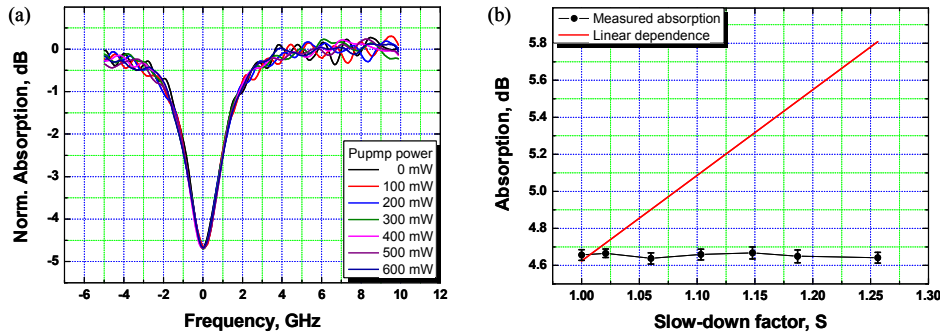 (a)
0
-1
-2
-3
-4
-5
Norm. Absorption, dB
-6 -4 -2 0 2 4 6 8 10 12
Frequency, GHz
Pupmp power
0 mW
100 mW
200 mW
300 mW
400 mW
500 mW
600 mW
(b)
Measured absorption
Linear dependence
5.8
5.6
5.4
5.2
5.0
4.8
4.6
Absorption, dB
1.00 1.05 1.10 1.15 1.20 1.25 1.30
Slow-down factor, S